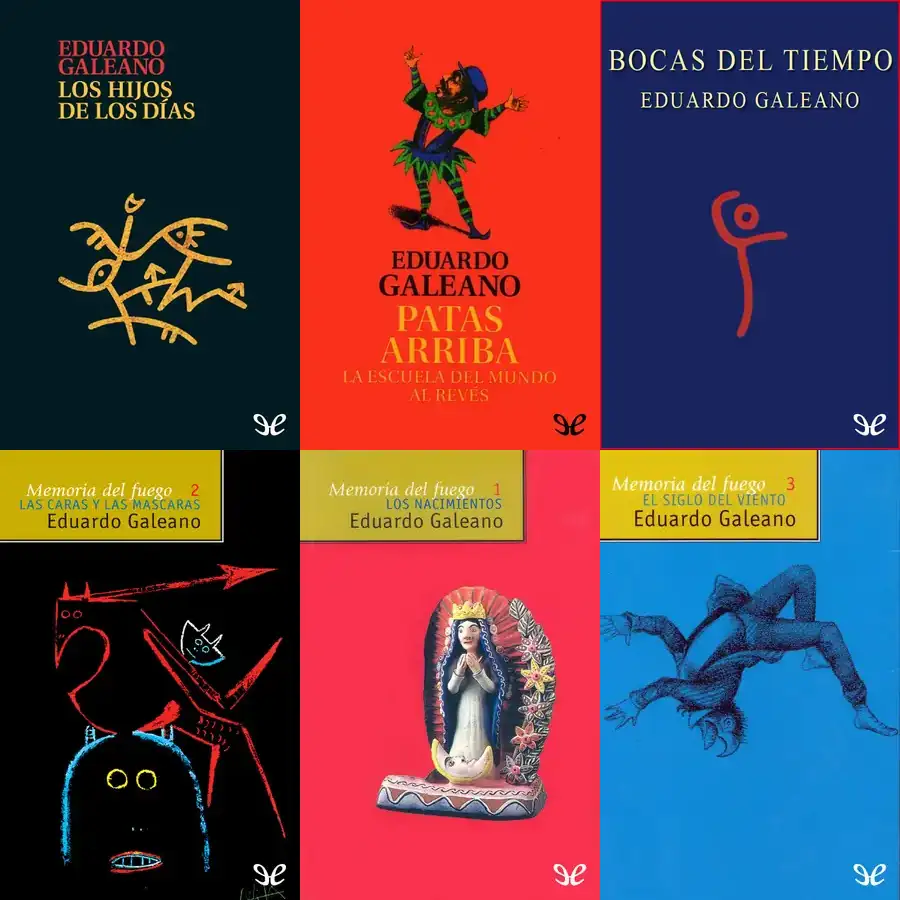 EDUARDO
GALEANO
LOS HIJOS
DE LOS DÍAS
EDUARDO
GALEANO
PATAS
ARRIBA
LA ESCUELA DEL MUNDO
AL REVÉS
BOCAS DEL TIEMPO
EDUARDO GALEANO
Memoria del fuego 2
LAS CARAS Y LAS MÁSCARAS
Eduardo Galeano
Memoria del fuego 1
LOS NACIMIENTOS
Eduardo Galeano
Memoria del fuego 3
EL SIGLO DEL VIENTO
Eduardo Galeano